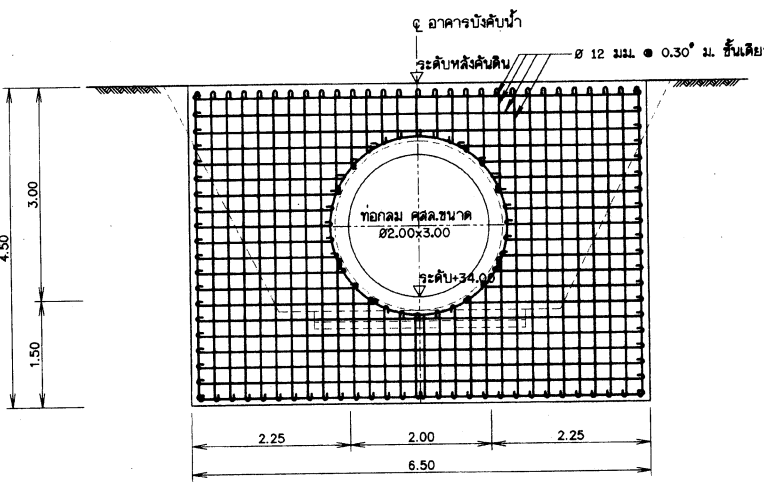 ℄ อาคารบังคับน้ำ
ระดับหลังคันดิน
Ø 12 มม. @ 0.30 ม. ชั้นเดีย
4.50
3.00
1.50
ท่อกลม คสล.ขนาด
Ø2.00x3.00
ระดับ+34.00
2.25
2.00
2.25
6.50